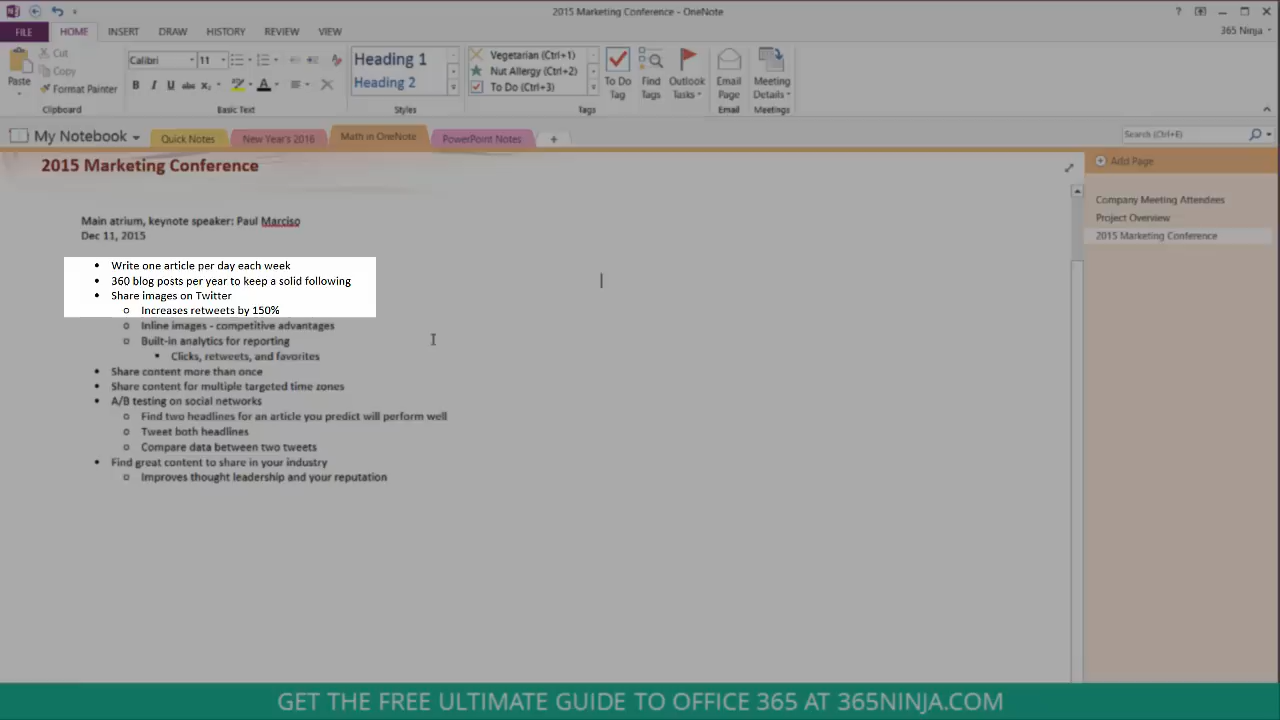 2015 Marketing Conference - OneNote
365 Ninja
FILE HOME INSERT DRAW HISTORY REVIEW VIEW
Paste
Cut
Copy
Format Painter
Clipboard
Calibri 11
B I U abc X₂ A
Basic Text
Heading 1
Heading 2
Styles
Vegetarian (Ctrl+1)
Nut Allergy (Ctrl+2)
To Do (Ctrl+3)
Tags
To Do Tag
Find Tags
Outlook Tasks
Email Page
Email
Meeting Details
Meetings
My Notebook
Quick Notes
New Year's 2016
Math in OneNote
PowerPoint Notes
+
Search (Ctrl+E)
2015 Marketing Conference
Add Page
Company Meeting Attendees
Project Overview
2015 Marketing Conference
Main atrium, keynote speaker: Paul Marciso
Dec 11, 2015
• Write one article per day each week
• 360 blog posts per year to keep a solid following
• Share images on Twitter
o Increases retweets by 150%
o Inline images - competitive advantages
o Built-in analytics for reporting
▪ Clicks, retweets, and favorites
• Share content more than once
• Share content for multiple targeted time zones
• A/B testing on social networks
o Find two headlines for an article you predict will perform well
o Tweet both headlines
o Compare data between two tweets
• Find great content to share in your industry
o Improves thought leadership and your reputation
GET THE FREE ULTIMATE GUIDE TO OFFICE 365 AT 365NINJA.COM